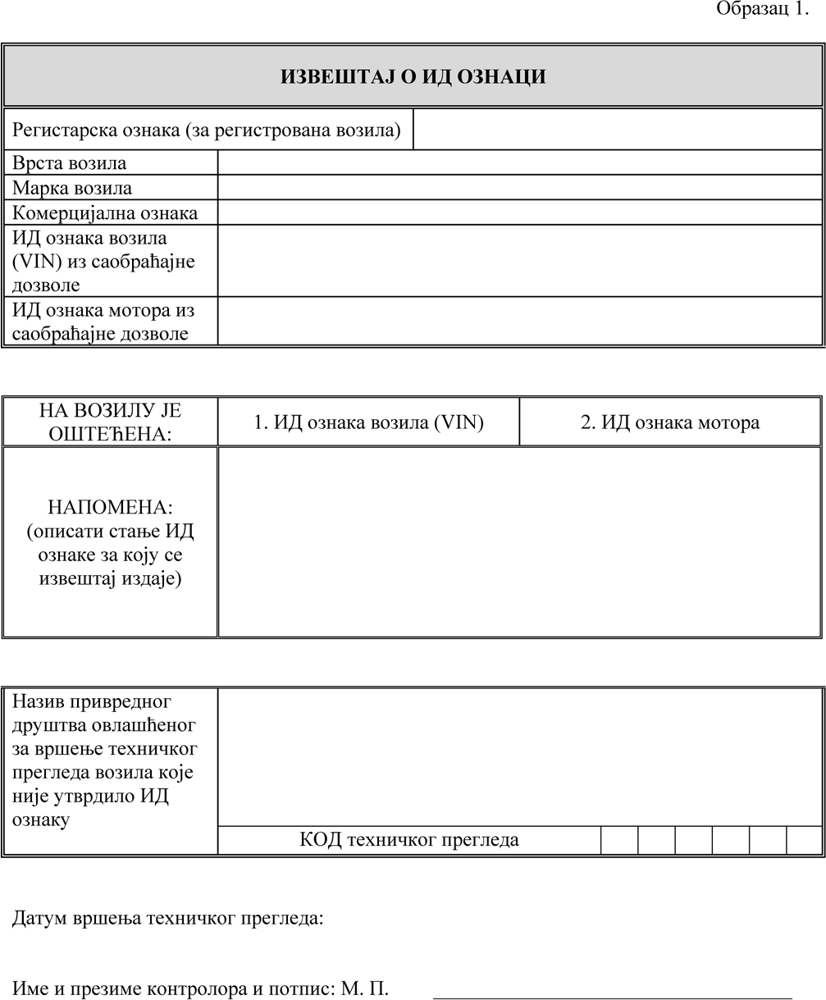 Образац 1.
ИЗВЕШТАЈ О ИД ОЗНАЦИ
Регистарска ознака (за регистрована возила)
Врста возила
Марка возила
Комерцијална ознака
ИД ознака возила
(VIN) из саобраћајне
дозволе
ИД ознака мотора из
саобраћајне дозволе
НА ВОЗИЛУ ЈЕ
ОШТЕЋЕНА:
1. ИД ознака возила (VIN)
2. ИД ознака мотора
НАПОМЕНА:
(описати стање ИД
ознаке за коју се
извештај издаје)
Назив привредног
друштва овлашћеног
за вршење техничког
прегледа возила које
није утврдило ИД
ознаку
КОД техничког прегледа
Датум вршења техничког прегледа:
Име и презиме контролора и потпис: М. П.